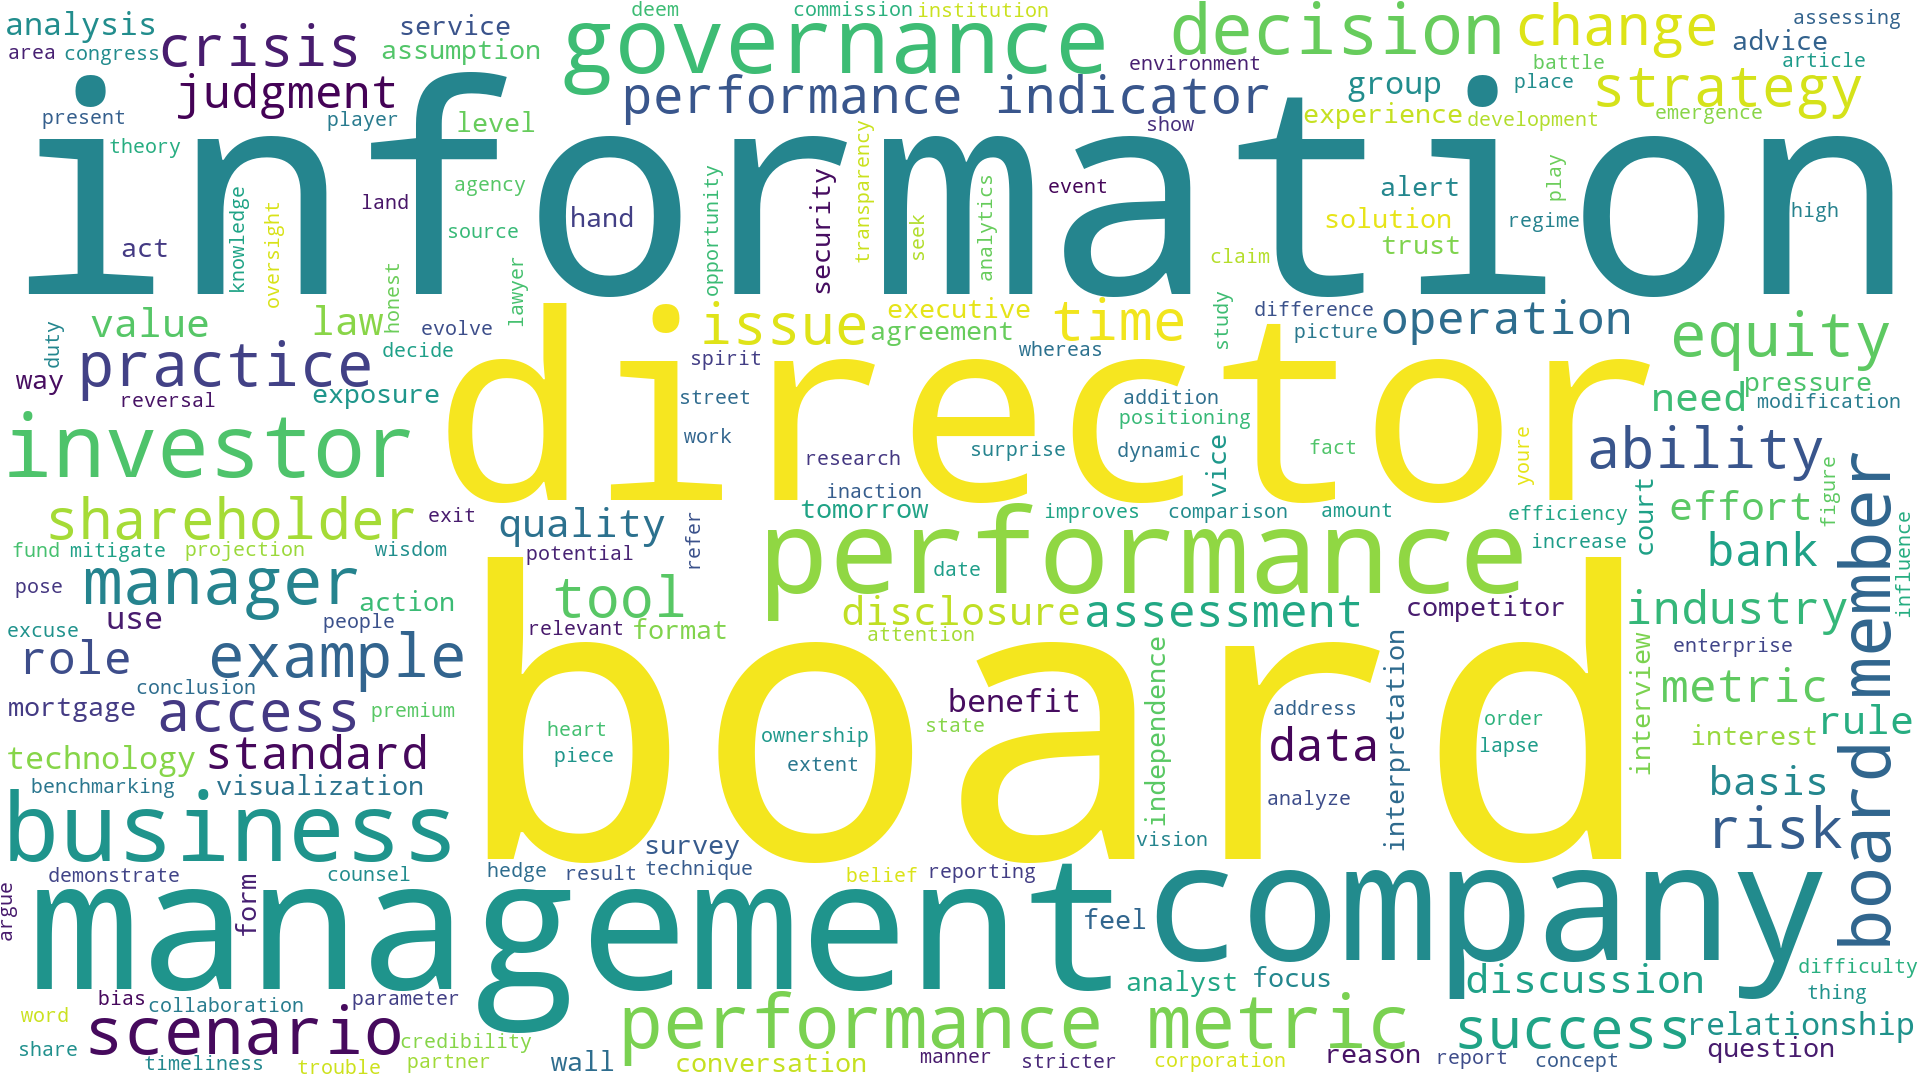 analysis
deem
commission
institution
assessing
area
congress
crisis
service
assumption
governance
decision
change
advice
article
battle
judgment
environment
performance indicator
group
place
strategy
present
player
level
show
experience
development
emergence
theory
information
land
agency
hand
source
act
knowledge
oversight
honest
lawyer
opportunity
security
transparency
seek
analytics
event
claim
alert
solution
trust
play
regime
high
value
law
evolve
decide
duty
way
practice
reversal
exposure
issue
executive
agreement
time
whereas
spirit
study
difference
picture
operation
equity
need
pressure
modification
director
street
work
addition
positioning
surprise
dynamic
vice
fact
youre
research
inaction
investor
ability
board member
shareholder
exit
quality
tomorrow
improves
comparison
amount
efficiency
increase
court
effort
figure
influence
fund
mitigate
projection
wisdom
potential
refer
performance
date
bank
pose
manager
action
tool
use
people
relevant
format
disclosure
attention
assessment
competitor
industry
excuse
role
example
conclusion
enterprise
mortgage
access
premium
board
heart
piece
ownership
extent
benefit
state
independence
address
data
analyze
interpretation
order
lapse
interview
metric
rule
interest
technology
standard
benchmarking
visualization
basis
business
risk
survey
technique
vision
demonstrate
counsel
hedge
result
belief
reporting
argue
form
management
company
feel
analyst
focus
discussion
difficulty
thing
bias
collaboration
parameter
word
scenario
credibility
performance metric
success
relationship
share
timeliness
trouble
partner
wall
conversation
manner
stricter
corporation
reason
report
concept
question